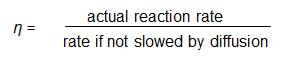 η = actual reaction rate
rate if not slowed by diffusion